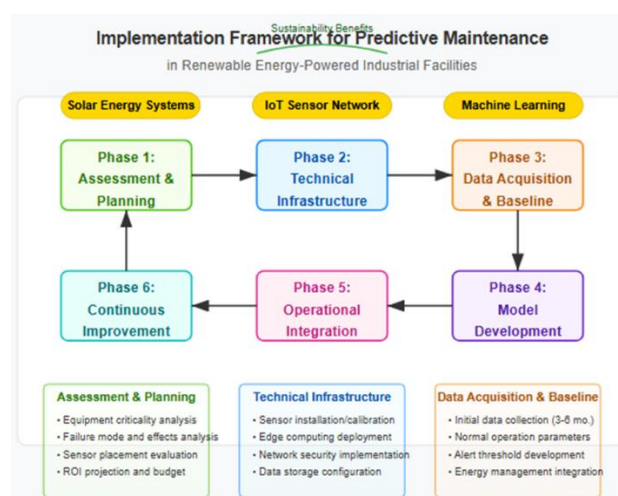 Sustainability Benefits
Implementation Framework for Predictive Maintenance
in Renewable Energy-Powered Industrial Facilities
Solar Energy Systems
IoT Sensor Network
Machine Learning
Phase 1:
Assessment &
Planning
Phase 2:
Technical
Infrastructure
Phase 3:
Data Acquisition
& Baseline
Phase 6:
Continuous
Improvement
Phase 5:
Operational
Integration
Phase 4:
Model
Development
Assessment & Planning
• Equipment criticality analysis
• Failure mode and effects analysis
• Sensor placement evaluation
• ROI projection and budget
Technical Infrastructure
• Sensor installation/calibration
• Edge computing deployment
• Network security implementation
• Data storage configuration
Data Acquisition & Baseline
• Initial data collection (3-6 mo.)
• Normal operation parameters
• Alert threshold development
• Energy management integration